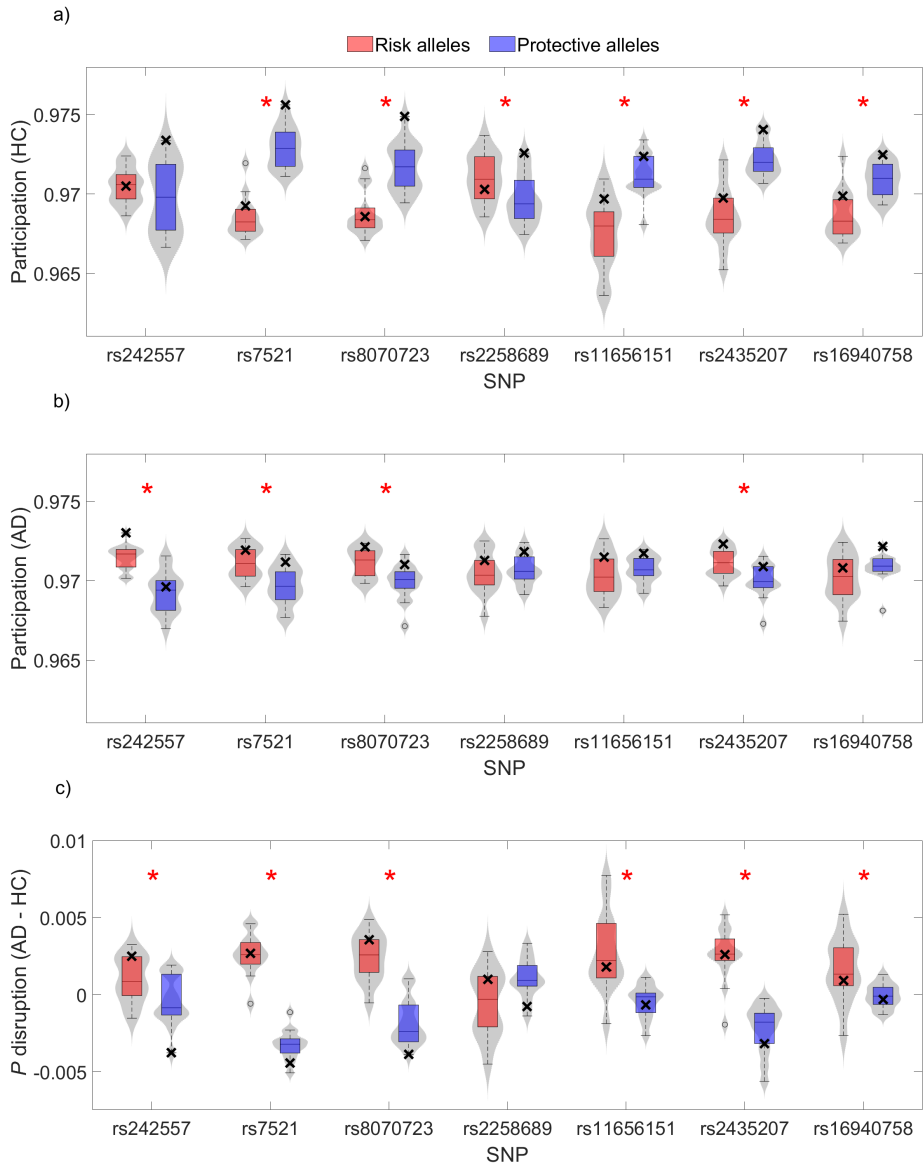 a)
Risk alleles Protective alleles
* * * * * *
0.975
0.97
0.965
Participation (HC)
rs242557 rs7521 rs8070723 rs2258689 rs11656151 rs2435207 rs16940758
SNP
b)
* * * *
0.975
0.97
0.965
Participation (AD)
rs242557 rs7521 rs8070723 rs2258689 rs11656151 rs2435207 rs16940758
SNP
c)
0.01
* * * * * *
0.005
0
-0.005
P disruption (AD - HC)
rs242557 rs7521 rs8070723 rs2258689 rs11656151 rs2435207 rs16940758
SNP